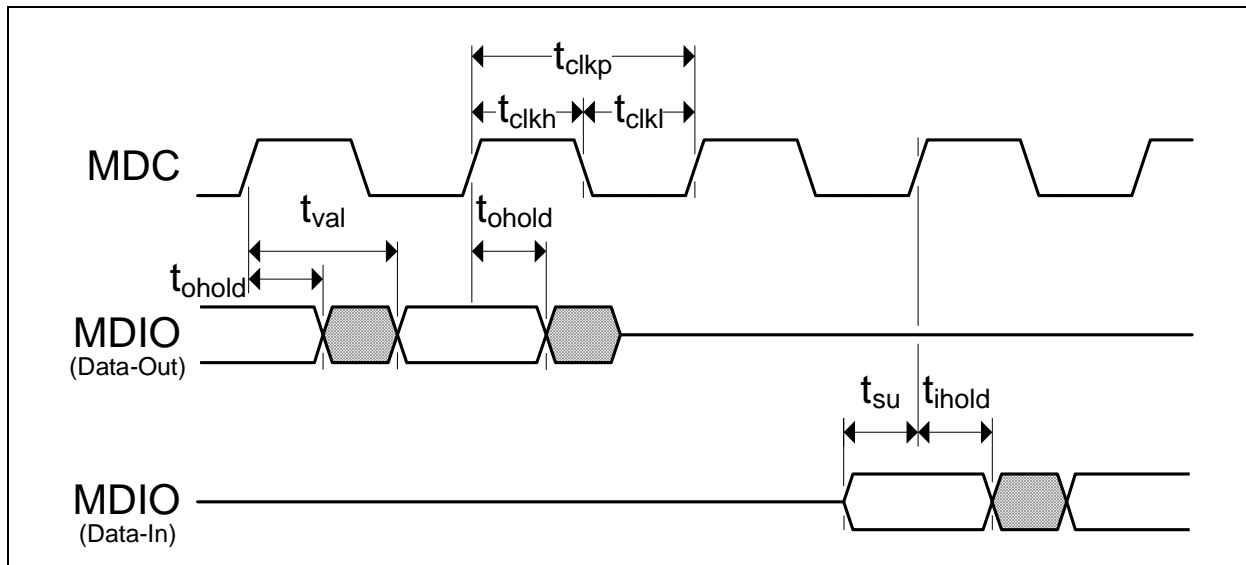 tclkp
tclkh
tclkl
MDC
tval
tohold
tohold
MDIO
(Data-Out)
tsu
tihold
MDIO
(Data-In)